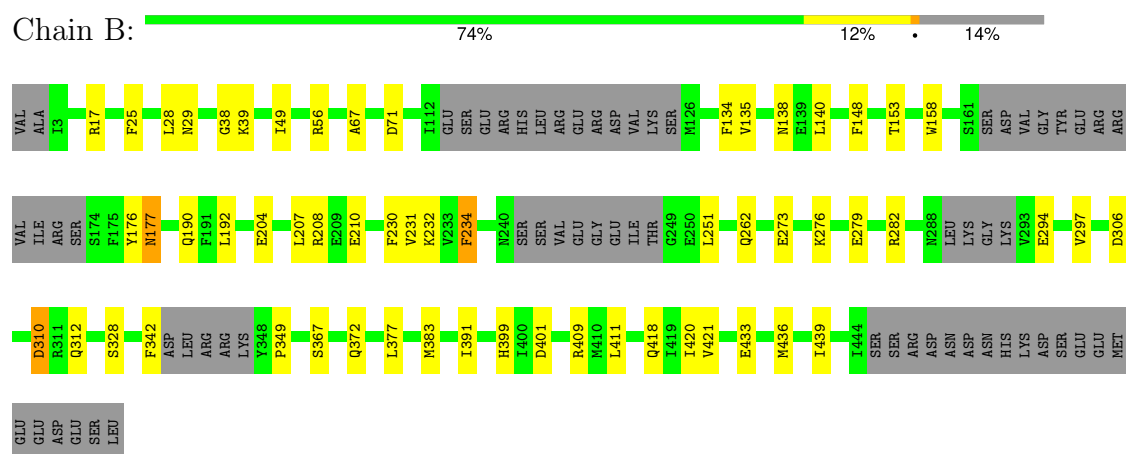 Chain B:
74% 12% • 14%
VAL ALA I3 R17 F25 L28 N29 G38 K39 I49 R56 A67 D71 I112 GLU SER GLU ARG HIS LEU ARG GLU ARG ASP VAL LYS SER M126 F134 V135 N138 E139 L140 F148 T153 W158 S161 SER ASP VAL GLY TYR GLU ARG ARG
VAL ILE ARG SER S174 F175 Y176 N177 Q190 F191 L192 E204 L207 R208 E209 E210 F230 V231 K232 V233 F234 N240 SER SER VAL GLU GLY GLU ILE THR G249 E250 L251 Q262 E273 K276 E279 R282 N288 LEU LYS GLY LYS V293 E294 V297 D306
D310 R311 Q312 S328 F342 ASP LEU ARG ARG LYS Y348 P349 S367 Q372 L377 M383 I391 H399 I400 D401 R409 M410 L411 Q418 I419 I420 V421 E433 M436 I439 I444 SER SER ARG ASP ASN ASP ASN HIS LYS ASP SER GLU GLU MET
GLU GLU ASP GLU SER LEU